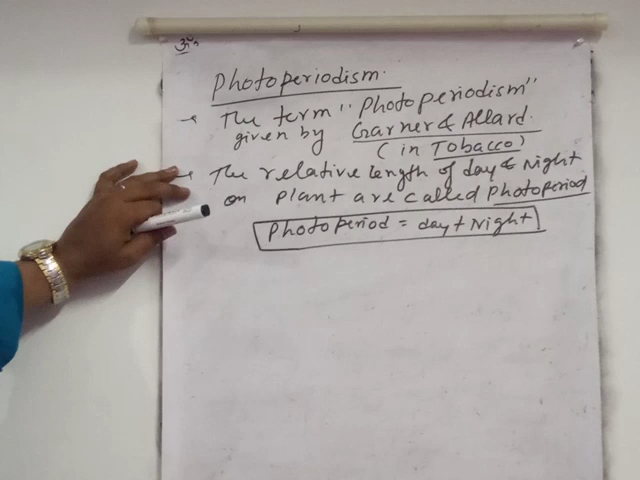 ॐ
Photoperiodism.
→ The term "Photoperiodism"
given by Garner & Allard.
(in Tobacco)
→ The relative length of day & Night
on plant are called Photoperiod
Photoperiod = day + Night